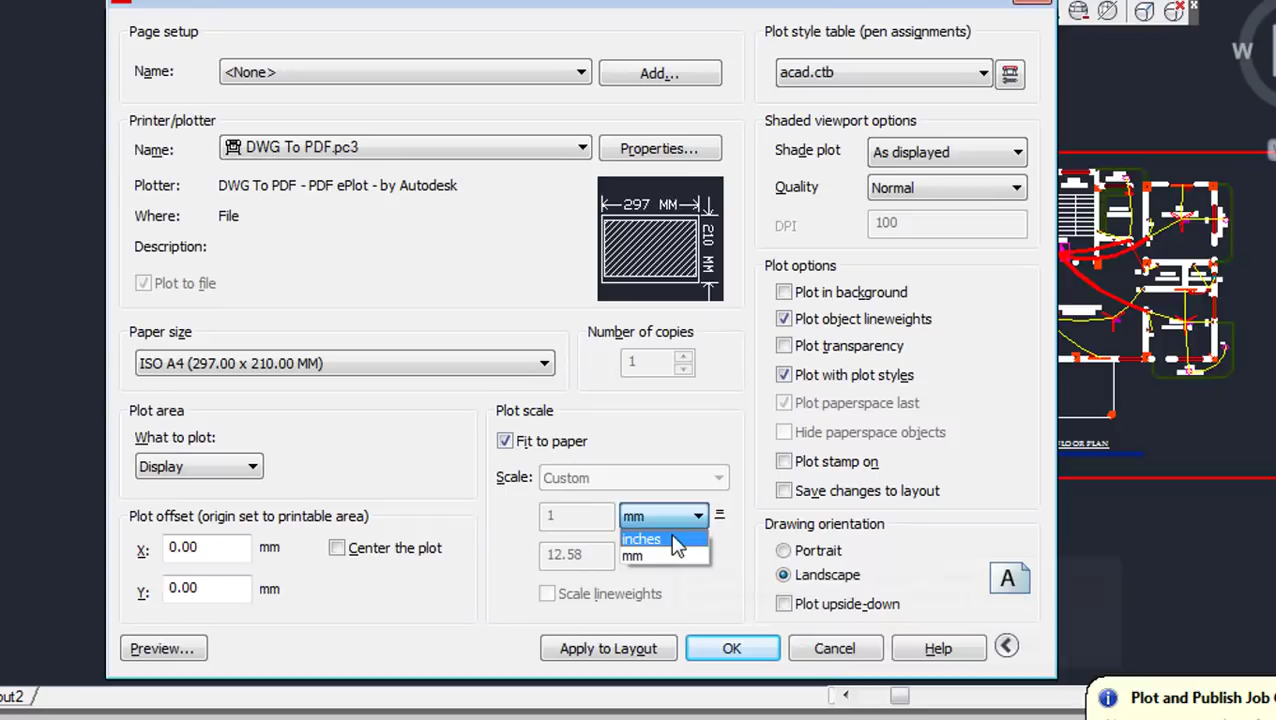 Page setup
Name:
<None>
Add...
Printer/plotter
Name:
DWG To PDF.pc3
Properties...
Plotter:
DWG To PDF - PDF ePlot - by Autodesk
Where:
File
Description:
Plot to file
297 MM
210 MM
Paper size
ISO A4 (297.00 x 210.00 MM)
Number of copies
1
Plot area
What to plot:
Display
Plot scale
Fit to paper
Scale:
Custom
1
mm
=
inches
mm
12.58
Scale lineweights
Plot offset (origin set to printable area)
X:
0.00
mm
Center the plot
Y:
0.00
mm
Plot style table (pen assignments)
acad.ctb
Shaded viewport options
Shade plot
As displayed
Quality
Normal
DPI
100
Plot options
Plot in background
Plot object lineweights
Plot transparency
Plot with plot styles
Plot paperspace last
Hide paperspace objects
Plot stamp on
Save changes to layout
Drawing orientation
Portrait
Landscape
Plot upside-down
A
Preview...
Apply to Layout
OK
Cancel
Help
W
LOOR PLAN
out2
Plot and Publish Job